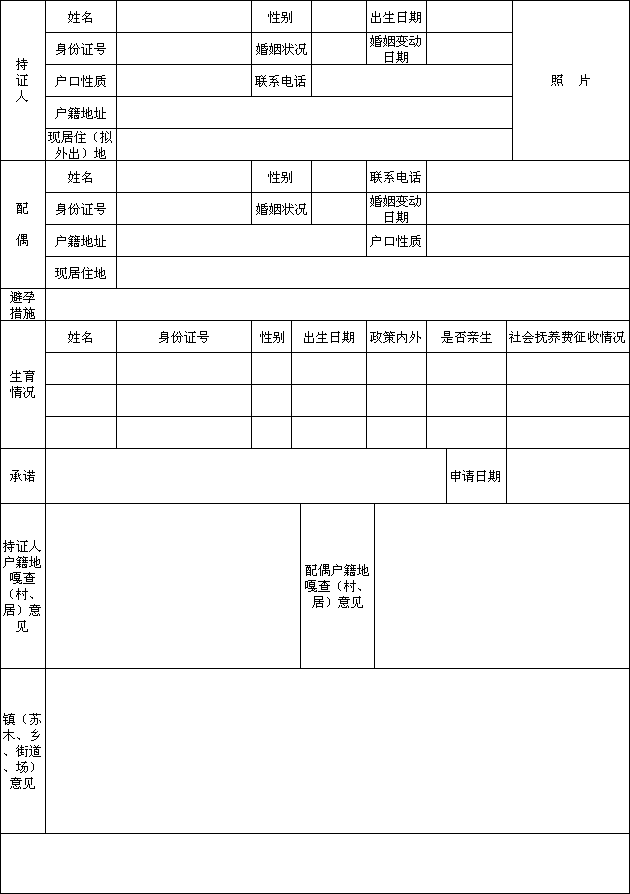 持证人
姓名 性别 出生日期
身份证号 婚姻状况 婚姻变动
日期
户口性质 联系电话
户籍地址
现居住（拟
外出）地
照 片
配偶
姓名 性别 联系电话
身份证号 婚姻状况 婚姻变动
日期
户籍地址 户口性质
现居住地
避孕
措施
生育
情况
姓名 身份证号 性别 出生日期 政策内外 是否亲生 社会抚养费征收情况
承诺 申请日期
持证人
户籍地
嘎查
（村、
居）意
见
配偶户籍地
嘎查（村、
居）意见
镇（苏
木、乡
、街道
、场）
意见